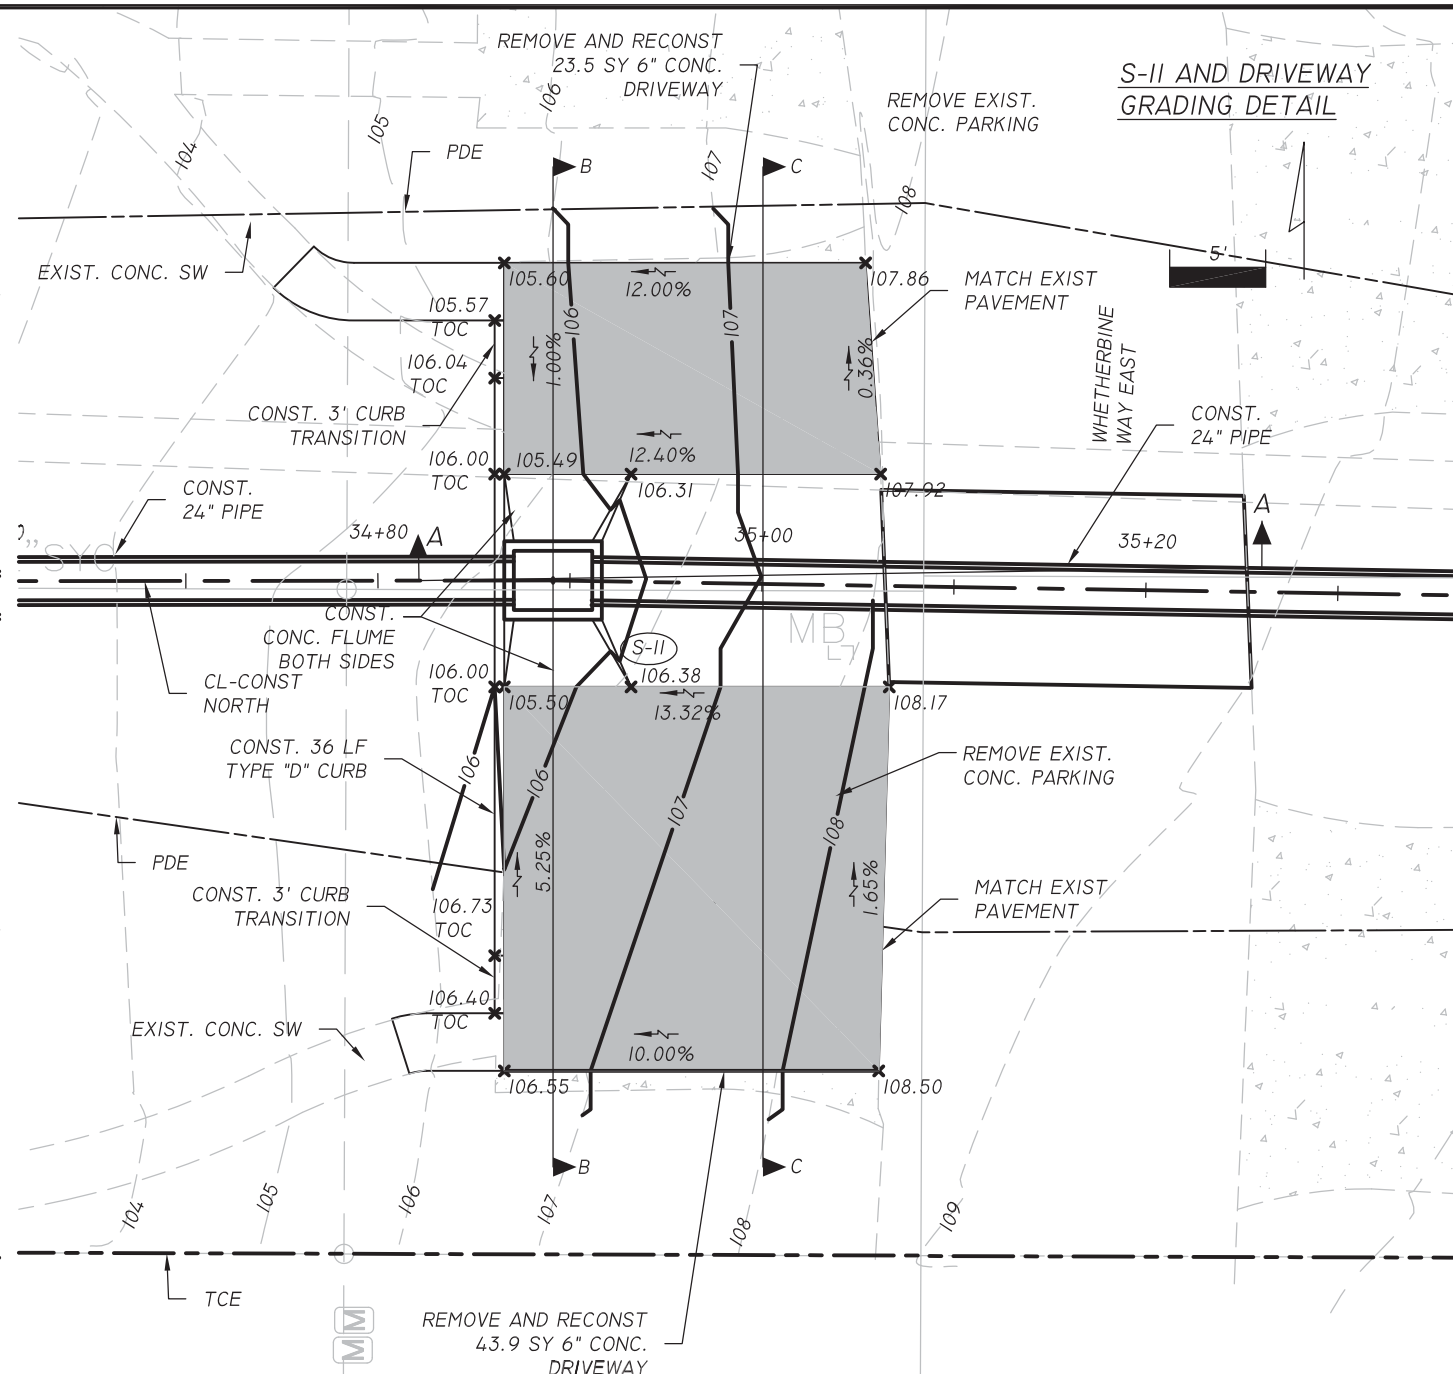 REMOVE AND RECONST
23.5 SY 6" CONC.
DRIVEWAY
S-11 AND DRIVEWAY
GRADING DETAIL
REMOVE EXIST.
CONC. PARKING
106
105
104
PDE
B
107
C
108
5'
EXIST. CONC. SW
105.60
12.00%
107.86
MATCH EXIST
PAVEMENT
105.57
TOC
106
107
1.00%
0.36%
106.04
TOC
WHETHERBINE
WAY EAST
CONST. 3' CURB
TRANSITION
CONST.
24" PIPE
12.40%
106.00
TOC
105.49
106.31
107.92
CONST.
24" PIPE
34+80
A
35+00
35+20
A
" SYC
CONST.
CONC. FLUME
BOTH SIDES
MB
S-11
CL-CONST
NORTH
106.00
TOC
105.50
106.38
13.32%
108.17
CONST. 36 LF
TYPE "D" CURB
106
106
107
108
REMOVE EXIST.
CONC. PARKING
PDE
5.25%
1.65%
CONST. 3' CURB
TRANSITION
106.73
TOC
MATCH EXIST
PAVEMENT
106.40
TOC
EXIST. CONC. SW
10.00%
106.55
108.50
B
C
104
105
106
107
108
109
TCE
M
M
REMOVE AND RECONST
43.9 SY 6" CONC.
DRIVEWAY